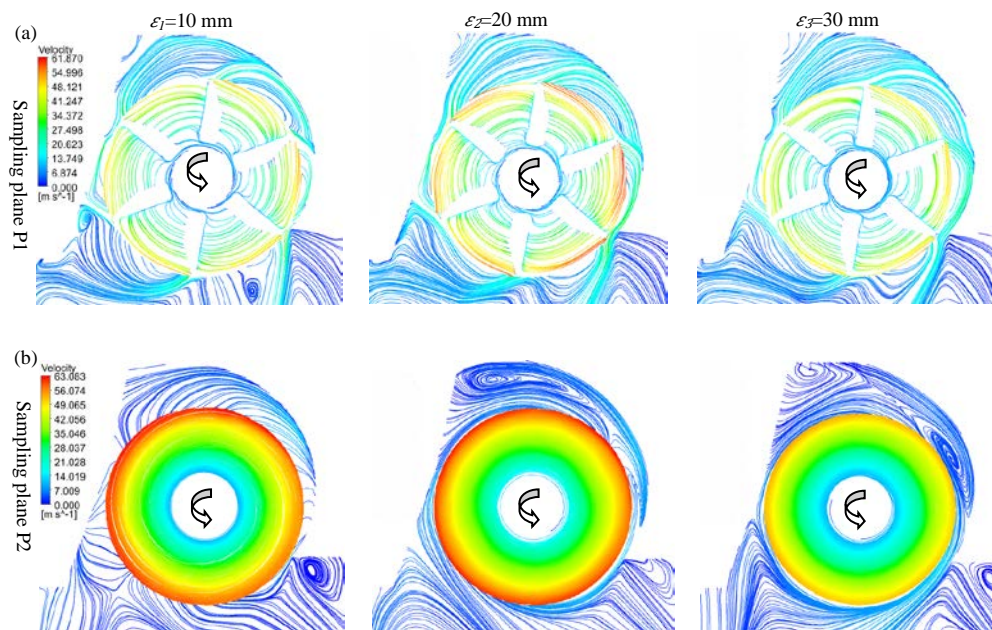 ε1=10 mm
ε2=20 mm
ε3=30 mm
(a)
Velocity
61.870
54.996
48.121
41.247
37.372
27.498
20.623
13.749
6.874
0.000
[m s^-1]
Sampling plane P1
(b)
Velocity
63.083
56.074
49.065
42.056
35.046
28.037
21.028
14.019
7.009
0.000
[m s^-1]
Sampling plane P2